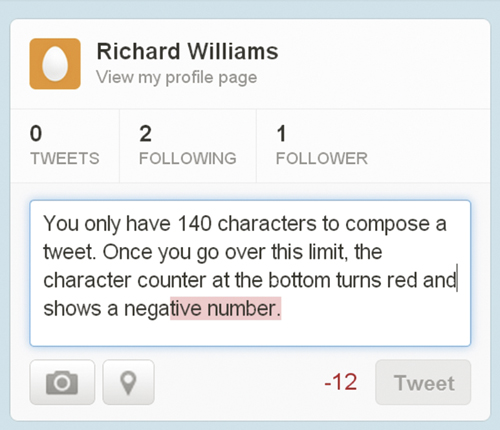 Richard Williams
View my profile page
0
TWEETS
2
FOLLOWING
1
FOLLOWER
You only have 140 characters to compose a
tweet. Once you go over this limit, the
character counter at the bottom turns red and
shows a negative number.
-12
Tweet